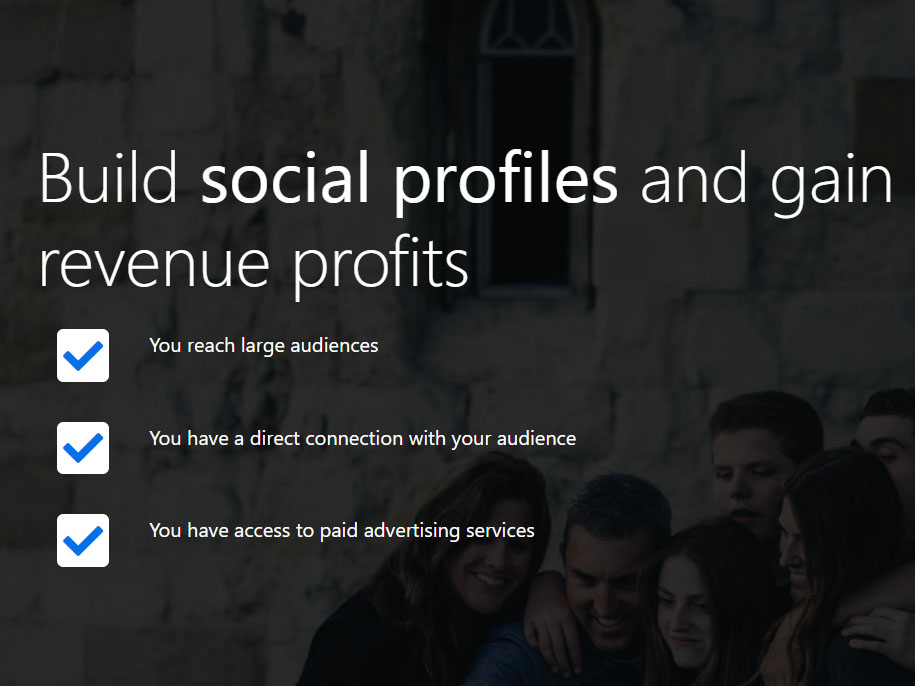 Build social profiles and gain
revenue profits
You reach large audiences
You have a direct connection with your audience
You have access to paid advertising services